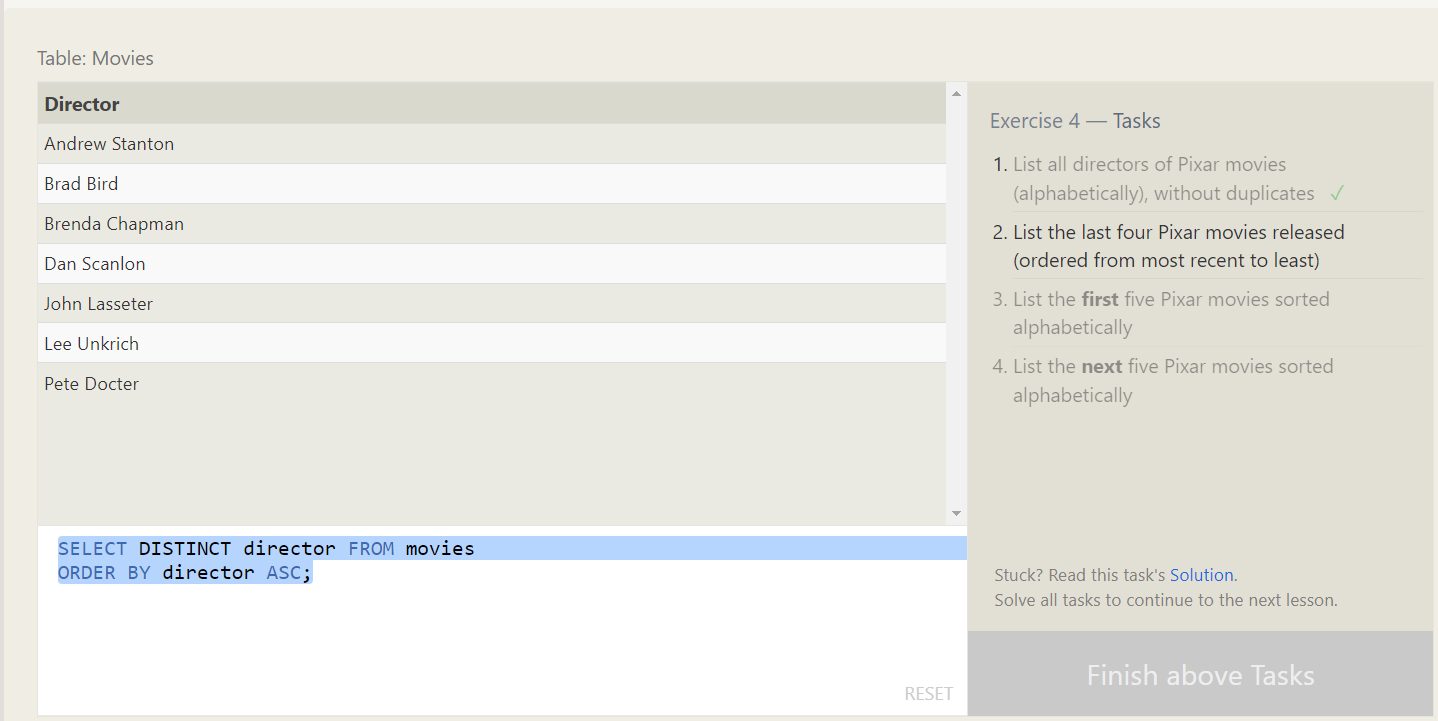 Table: Movies
Director
Andrew Stanton
Brad Bird
Brenda Chapman
Dan Scanlon
John Lasseter
Lee Unkrich
Pete Docter
SELECT DISTINCT director FROM movies
ORDER BY director ASC;
RESET
Exercise 4 — Tasks
1. List all directors of Pixar movies
(alphabetically), without duplicates ✓
2. List the last four Pixar movies released
(ordered from most recent to least)
3. List the first five Pixar movies sorted
alphabetically
4. List the next five Pixar movies sorted
alphabetically
Stuck? Read this task's Solution.
Solve all tasks to continue to the next lesson.
Finish above Tasks